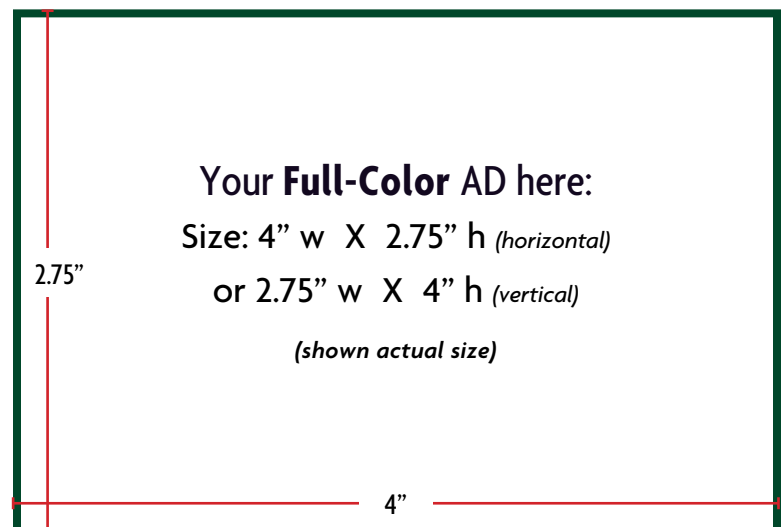 Your Full-Color AD here:
Size: 4” w X 2.75” h (horizontal)
2.75”
or 2.75” w X 4” h (vertical)
(shown actual size)
4”